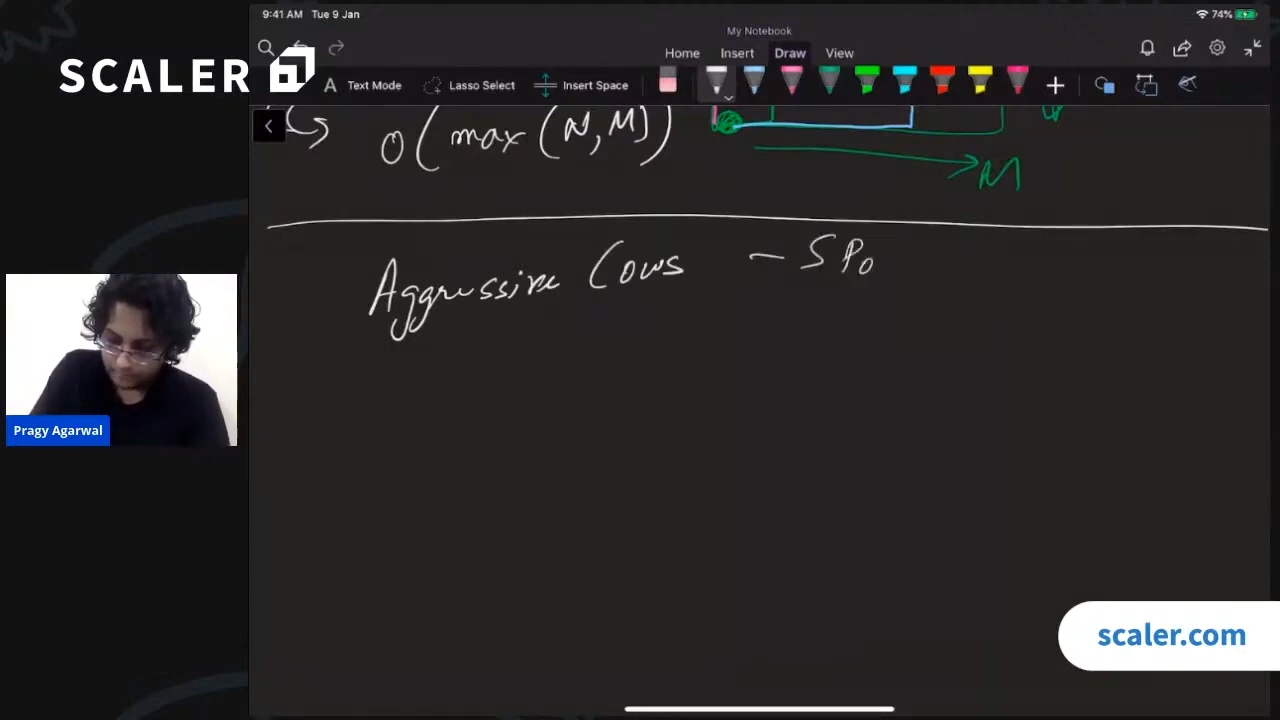 9:41 AM Tue 9 Jan
74%
My Notebook
Home Insert Draw View
SCALER
Text Mode Lasso Select Insert Space
O(max(N,M))
M
Aggressive Cows - SPO
Pragy Agarwal
scaler.com